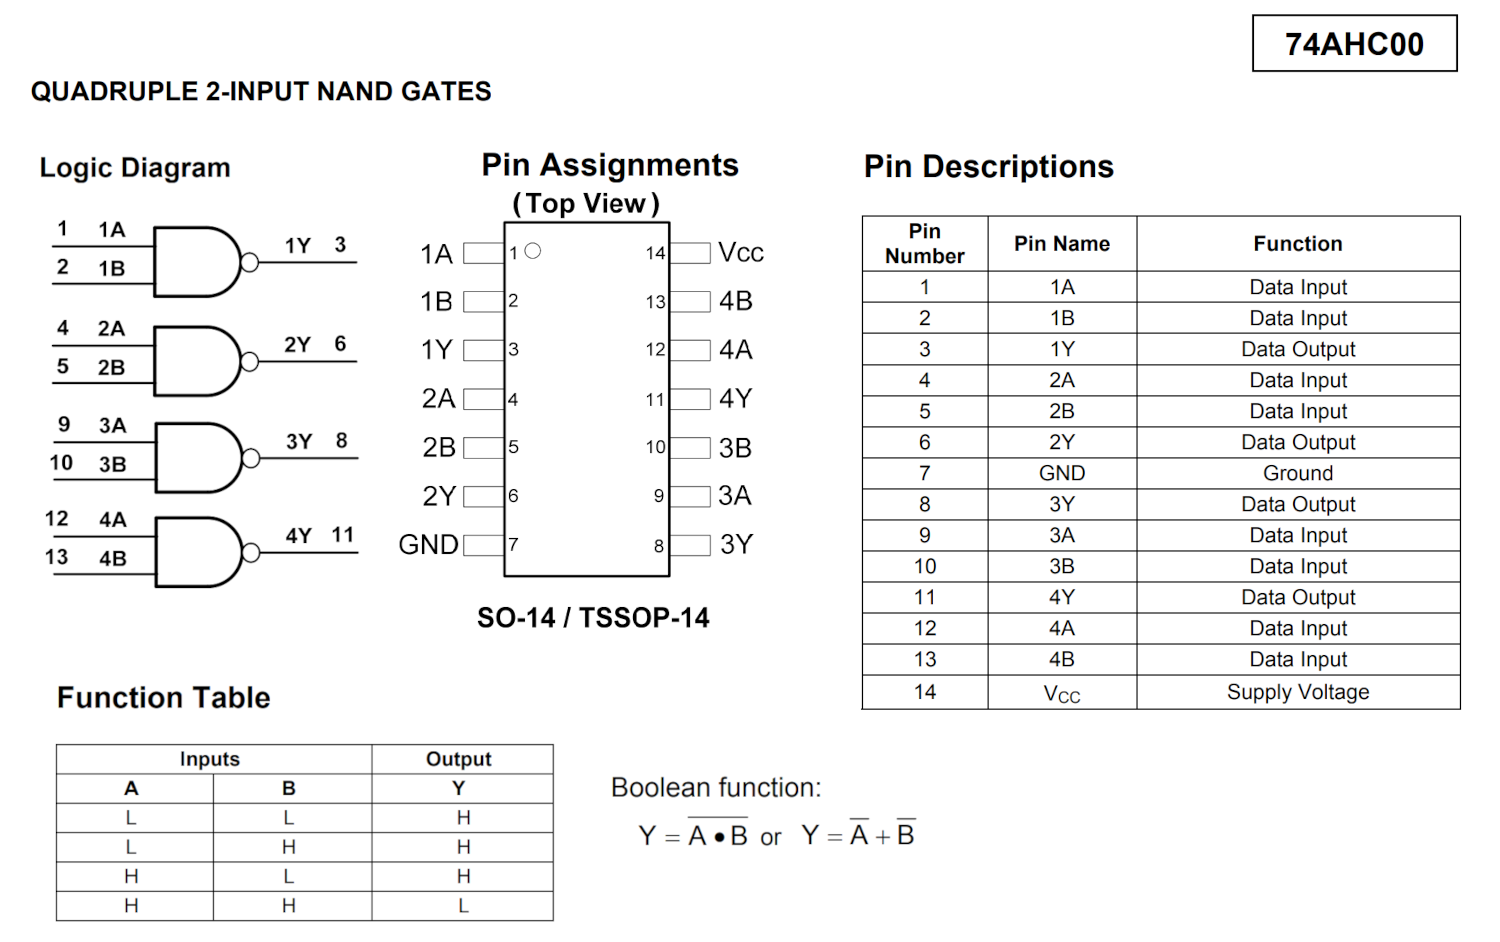 74AHC00
QUADRUPLE 2-INPUT NAND GATES
Logic Diagram
1 1A
2 1B
1Y 3
4 2A
5 2B
2Y 6
9 3A
10 3B
3Y 8
12 4A
13 4B
4Y 11
Pin Assignments
(Top View)
1A 1 14 Vcc
1B 2 13 4B
1Y 3 12 4A
2A 4 11 4Y
2B 5 10 3B
2Y 6 9 3A
GND 7 8 3Y
SO-14 / TSSOP-14
Pin Descriptions
Pin Number Pin Name Function
1 1A Data Input
2 1B Data Input
3 1Y Data Output
4 2A Data Input
5 2B Data Input
6 2Y Data Output
7 GND Ground
8 3Y Data Output
9 3A Data Input
10 3B Data Input
11 4Y Data Output
12 4A Data Input
13 4B Data Input
14 VCC Supply Voltage
Function Table
Inputs Output
A B Y
L L H
L H H
H L H
H H L
Boolean function:
Y = A̅ ̅•̅ ̅B̅ or Y = A̅ + B̅